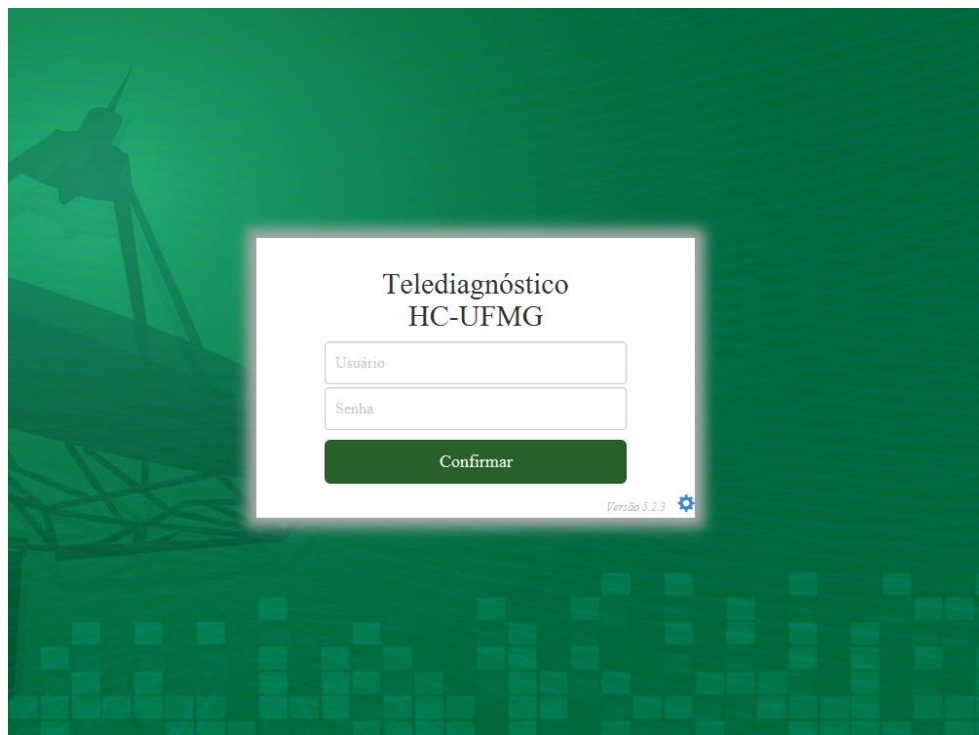 Telediagnóstico
HC-UFMG
Usuário
Senha
Confirmar
Versão 5.2.3